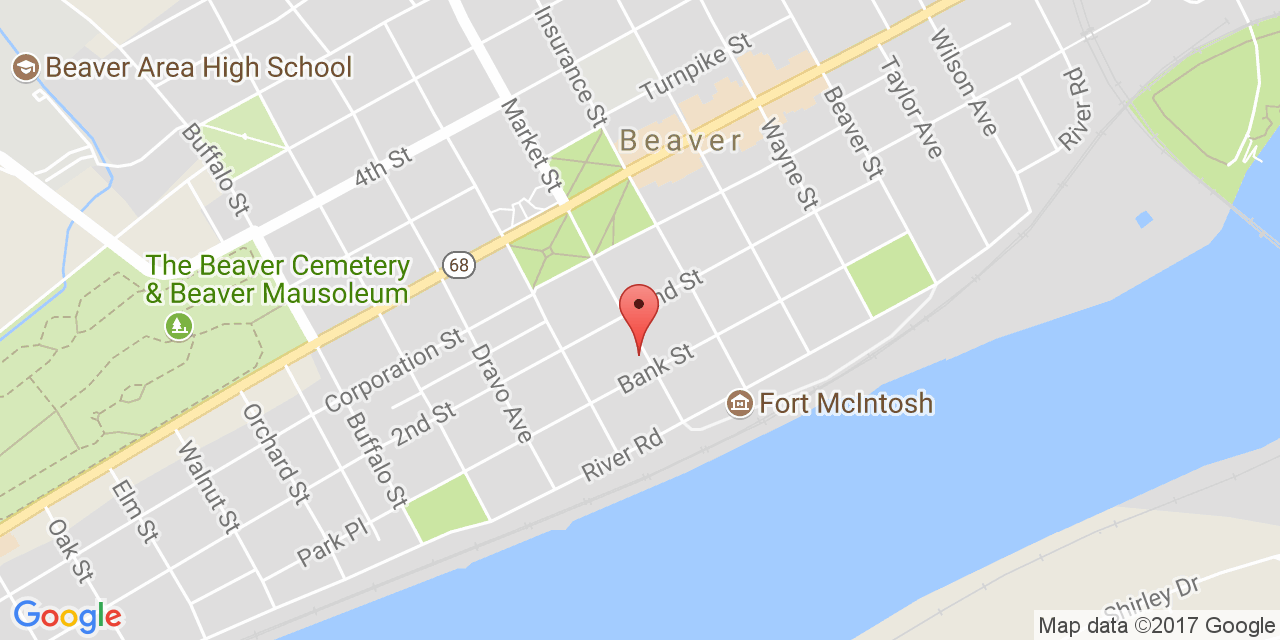 Beaver Area High School
Insurance St
Turnpike St
Wilson Ave
Taylor Ave
River Rd
Beaver St
Market St
Beaver
Wayne St
Buffalo St
4th St
The Beaver Cemetery
& Beaver Mausoleum
68
nd St
Corporation St
Dravo Ave
Bank St
Fort McIntosh
2nd St
Buffalo St
Orchard St
Walnut St
River Rd
Elm St
Oak St
Park Pl
Shirley Dr
Google
Map data ©2017 Google